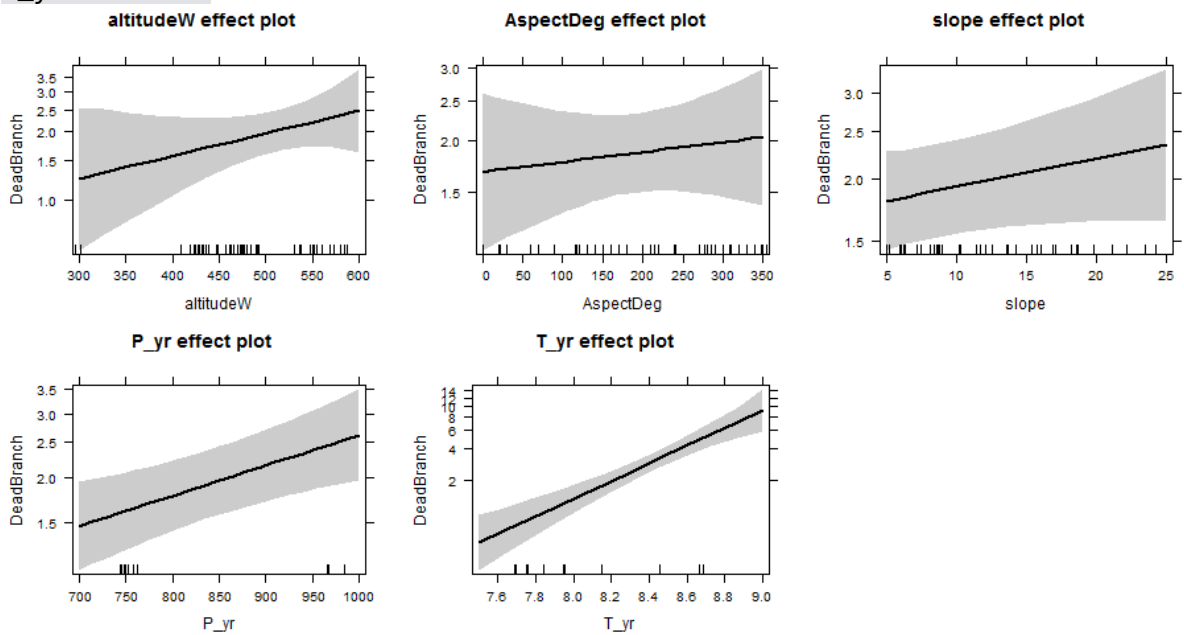 altitudeW effect plot
DeadBranch
3.5
3.0
2.5
2.0
1.5
1.0
300 350 400 450 500 550 600
altitudeW
AspectDeg effect plot
DeadBranch
3.0
2.5
2.0
1.5
0 50 100 150 200 250 300 350
AspectDeg
slope effect plot
DeadBranch
3.0
2.5
2.0
1.5
5 10 15 20 25
slope
P_yr effect plot
DeadBranch
3.5
3.0
2.5
2.0
1.5
700 750 800 850 900 950 1000
P_yr
T_yr effect plot
DeadBranch
14
12
10
8
6
4
2
7.6 7.8 8.0 8.2 8.4 8.6 8.8 9.0
T_yr